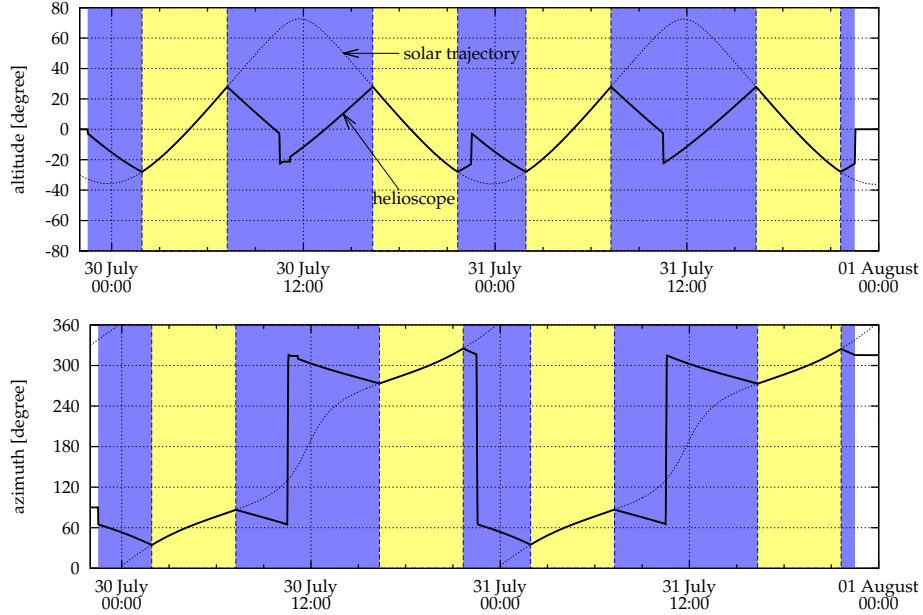 80
60
40
20
0
-20
-40
-60
-80
altitude [degree]
solar trajectory
helioscope
30 July
00:00
30 July
12:00
31 July
00:00
31 July
12:00
01 August
00:00
360
300
240
180
120
60
0
azimuth [degree]
30 July
00:00
30 July
12:00
31 July
00:00
31 July
12:00
01 August
00:00